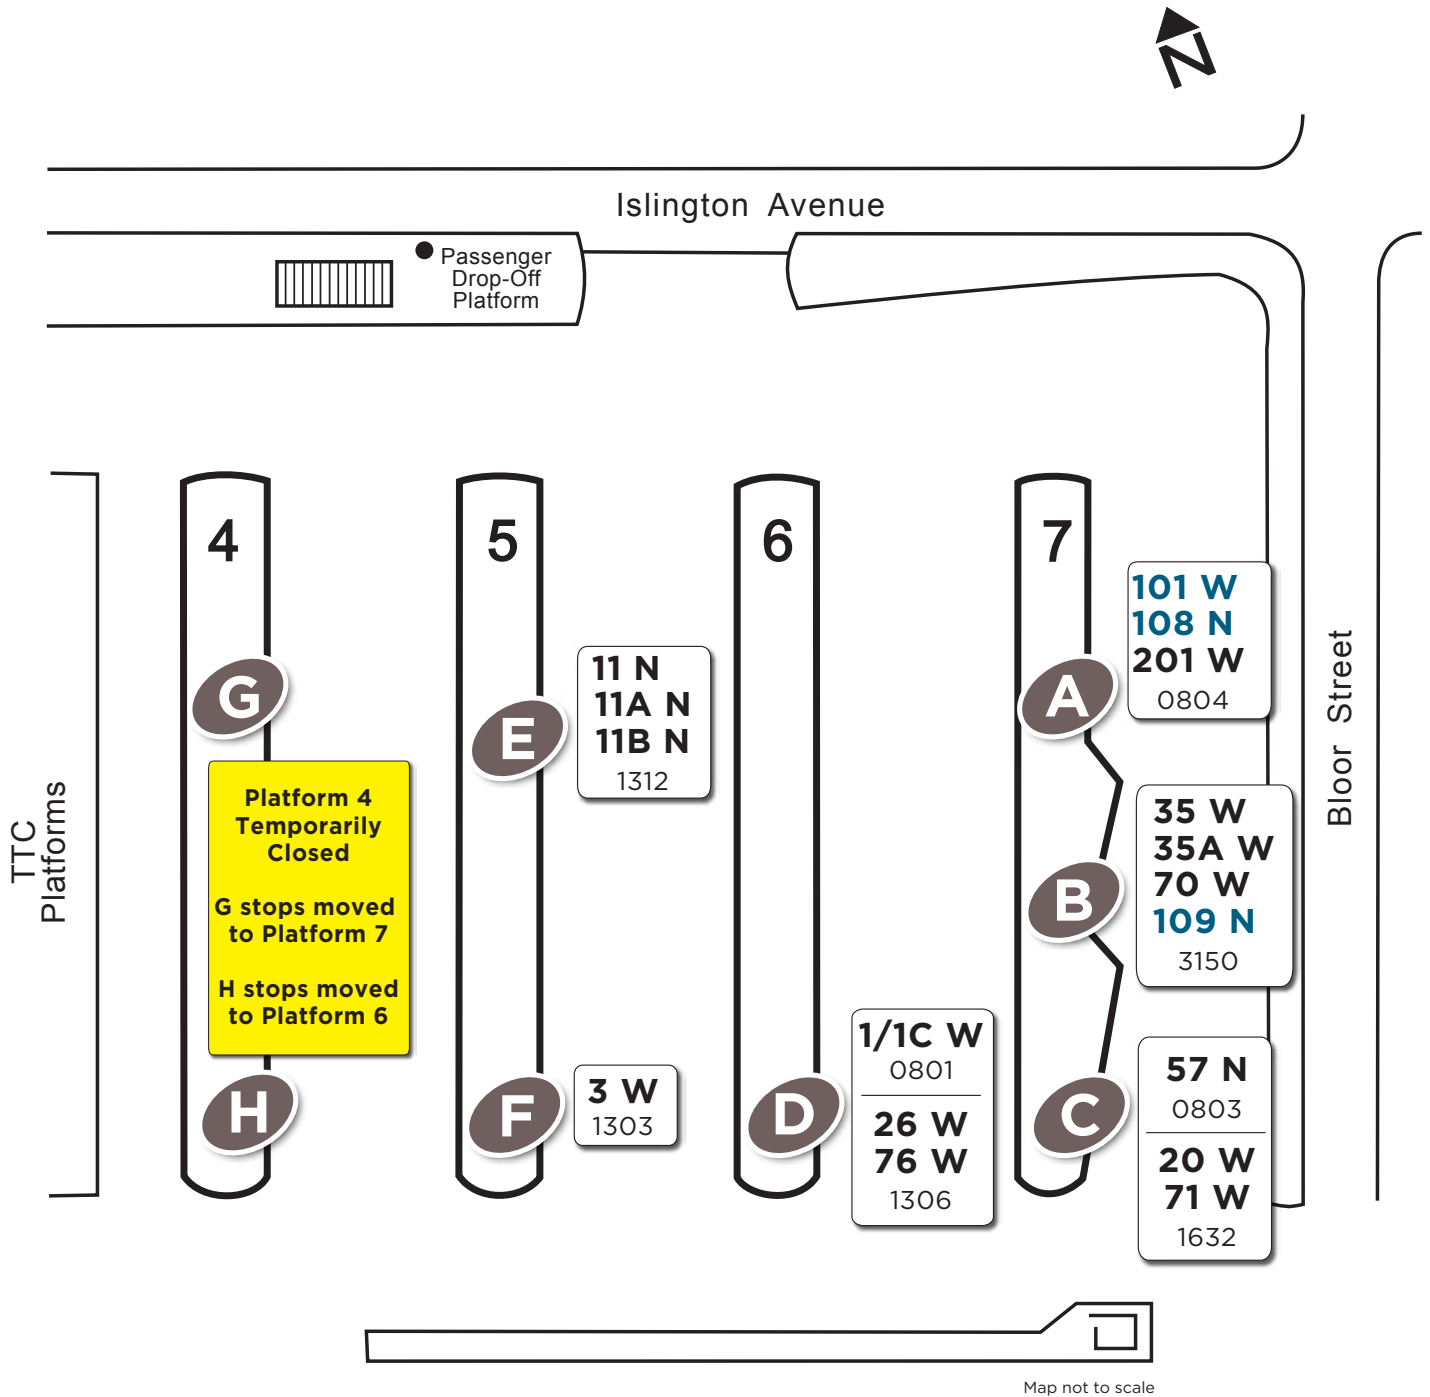 N
Islington Avenue
Passenger
Drop-Off
Platform
TTC
Platforms
4
5
6
7
G
Platform 4
Temporarily
Closed
G stops moved
to Platform 7
H stops moved
to Platform 6
H
E
11 N
11A N
11B N
1312
F
3 W
1303
D
1/1C W
0801
26 W
76 W
1306
A
101 W
108 N
201 W
0804
B
35 W
35A W
70 W
109 N
3150
C
57 N
0803
20 W
71 W
1632
Bloor Street
Map not to scale